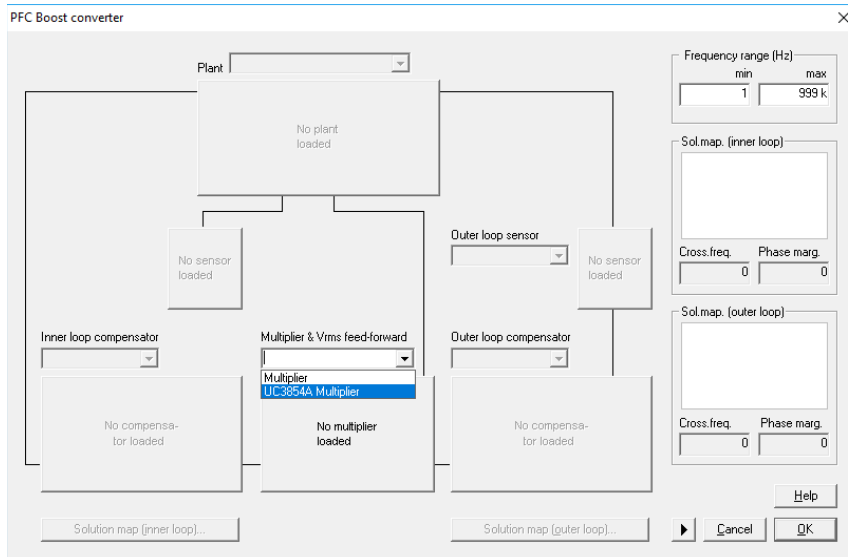 PFC Boost converter
Plant
No plant
loaded
Frequency range (Hz)
min
max
1
999 k
Sol.map. (inner loop)
Cross.freq.
Phase marg.
0
0
Outer loop sensor
No sensor
loaded
No sensor
loaded
Inner loop compensator
Multiplier & Vrms feed-forward
Outer loop compensator
Multiplier
UC3854A Multiplier
No compensa-
tor loaded
No multiplier
loaded
No compensa-
tor loaded
Sol.map. (outer loop)
Cross.freq.
Phase marg.
0
0
Help
Solution map (inner loop)...
Solution map (outer loop)...
Cancel
OK